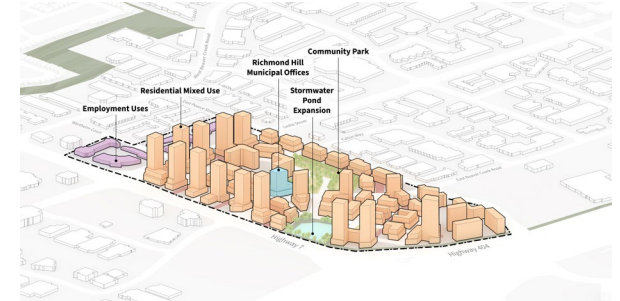 Community Park
Richmond Hill
Municipal Offices
Stormwater
Pond
Expansion
Residential Mixed Use
Employment Uses
Highway 7
Highway 404